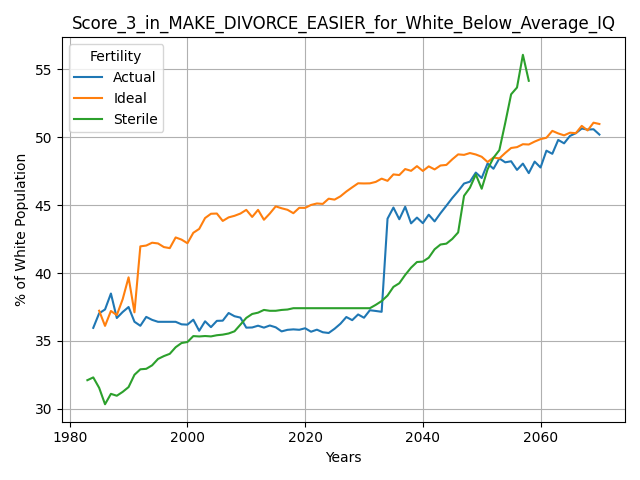 Score_3_in_MAKE_DIVORCE_EASIER_for_White_Below_Average_IQ
Fertility
Actual
Ideal
Sterile
% of White Population
55
50
45
40
35
30
1980
2000
2020
2040
2060
Years